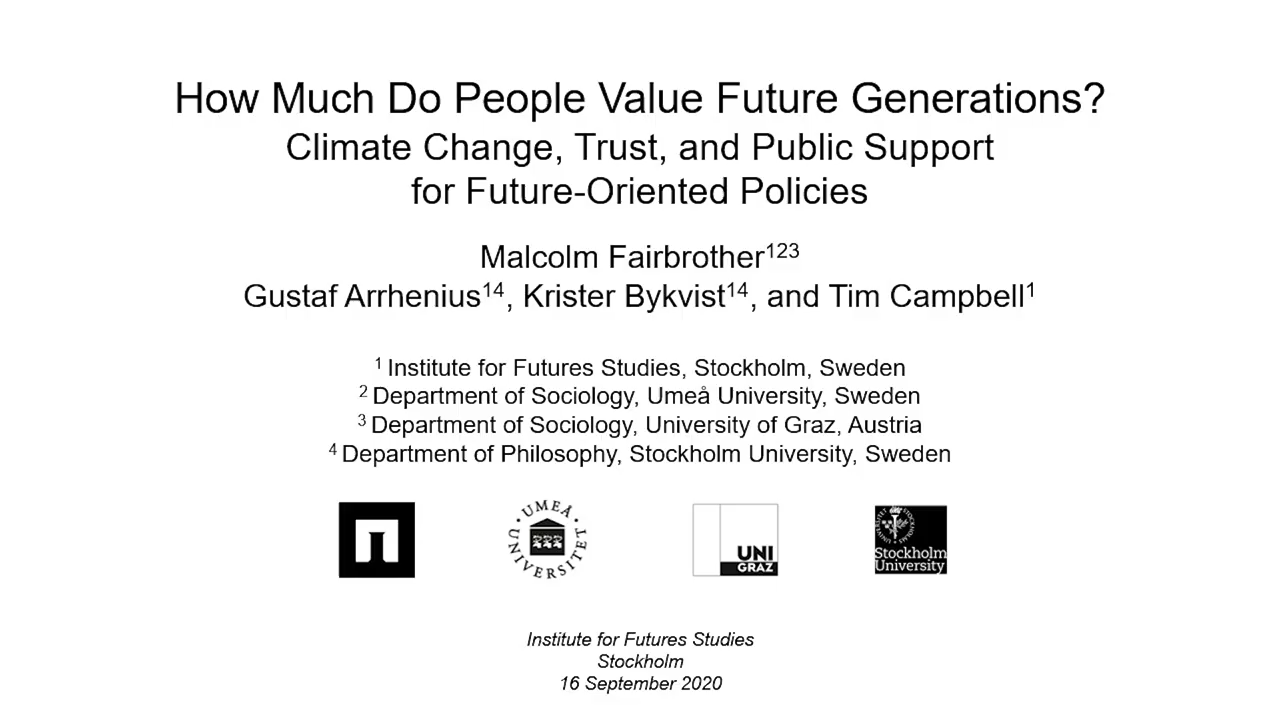 How Much Do People Value Future Generations?
Climate Change, Trust, and Public Support
for Future-Oriented Policies
Malcolm Fairbrother¹²³
Gustaf Arrhenius¹⁴, Krister Bykvist¹⁴, and Tim Campbell¹
¹ Institute for Futures Studies, Stockholm, Sweden
² Department of Sociology, Umeå University, Sweden
³ Department of Sociology, University of Graz, Austria
⁴ Department of Philosophy, Stockholm University, Sweden
UMEÅ UNIVERSITET
UNI
GRAZ
STOCKHOLMS UNIVERSITET
Stockholm
University
Institute for Futures Studies
Stockholm
16 September 2020